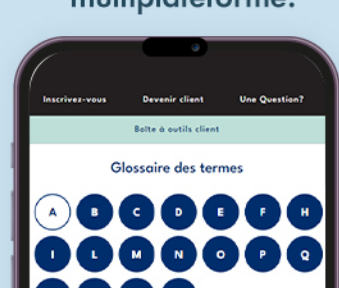 multiplateforme.
Inscrivez-vous Devenir client Une Question?
Boîte à outils client
Glossaire des termes
A B C D E F H
I L M N O P Q